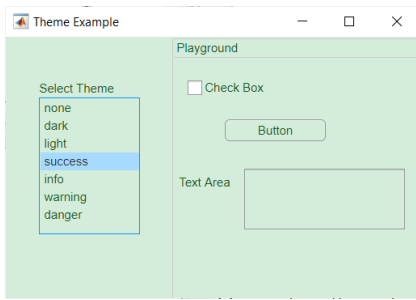 Theme Example
Playground
Select Theme
none
dark
light
success
info
warning
danger
Check Box
Button
Text Area